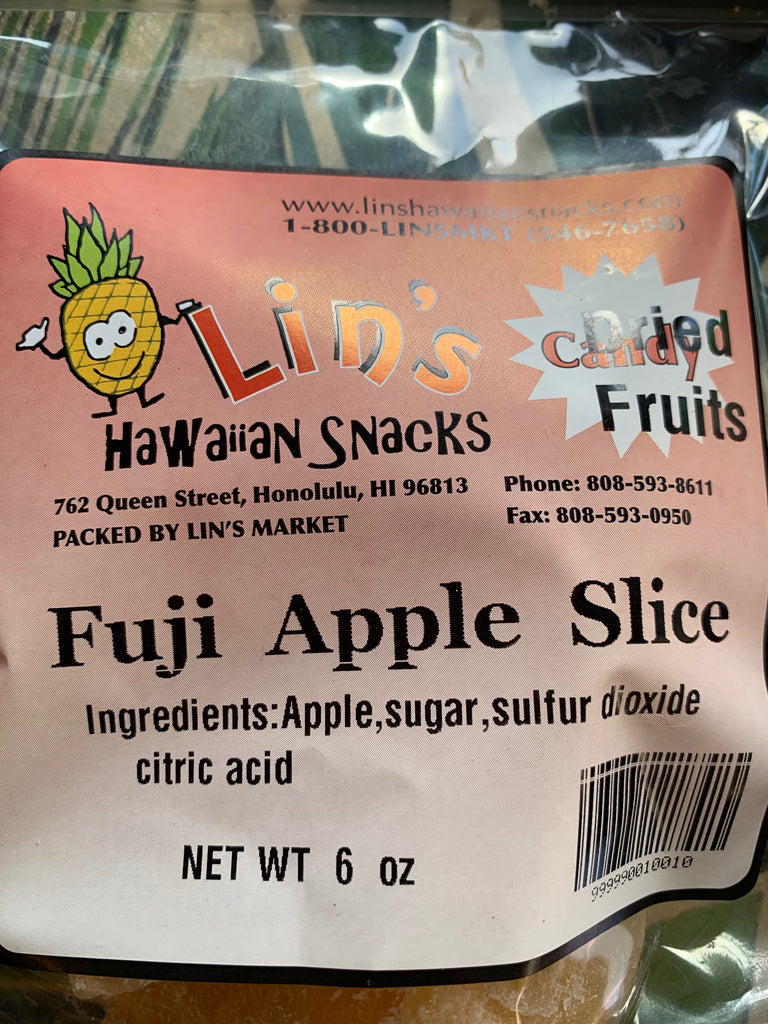 www.linshawaiiansnacks.com
1-800-LINSMKT (546-7658)
Lin's
Candy
Dried
Fruits
Hawaiian Snacks
762 Queen Street, Honolulu, HI 96813
Phone: 808-593-8611
PACKED BY LIN'S MARKET
Fax: 808-593-0950
Fuji Apple Slice
Ingredients:Apple,sugar,sulfur dioxide
citric acid
NET WT 6 oz
999990010010